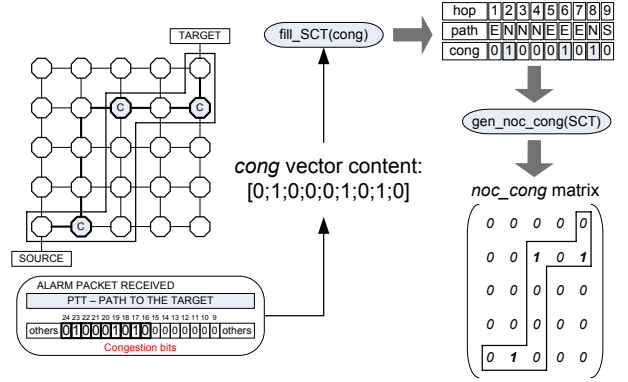 TARGET
C
C
C
SOURCE
ALARM PACKET RECEIVED
PTT – PATH TO THE TARGET
24 23 22 21 20 19 18 17 16 15 14 13 12 11 10 9
others 0 1 0 0 0 1 0 1 0 0 0 0 0 0 0 0 others
Congestion bits
fill_SCT(cong)
cong vector content:
[0;1;0;0;0;1;0;1;0]
hop 1 2 3 4 5 6 7 8 9
path E N N N E E E N S
cong 0 1 0 0 0 1 0 1 0
gen_noc_cong(SCT)
noc_cong matrix
0 0 0 0 0
0 0 1 0 1
0 0 0 0 0
0 0 0 0 0
0 1 0 0 0